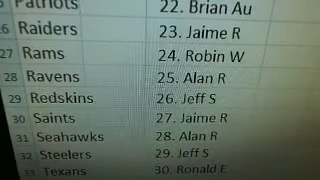 Patriots 22. Brian Au
26 Raiders 23. Jaime R
27 Rams 24. Robin W
28 Ravens 25. Alan R
29 Redskins 26. Jeff S
30 Saints 27. Jaime R
31 Seahawks 28. Alan R
32 Steelers 29. Jeff S
33 Texans 30. Ronald E